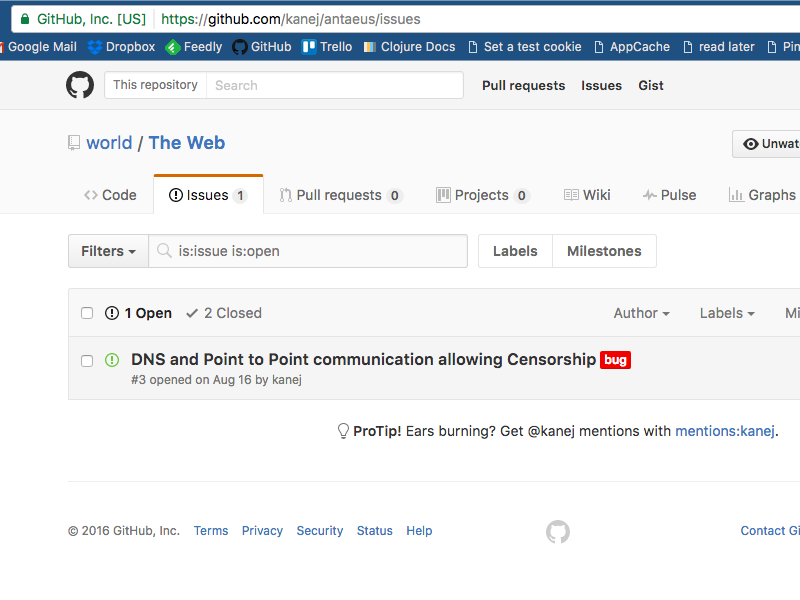 GitHub, Inc. [US] https://github.com/kanej/antaeus/issues
Google Mail Dropbox Feedly GitHub Trello Clojure Docs Set a test cookie AppCache read later Pin
This repository Search Pull requests Issues Gist
world / The Web Unwat
Code Issues 1 Pull requests 0 Projects 0 Wiki Pulse Graphs
Filters is:issue is:open Labels Milestones
1 Open 2 Closed Author Labels Mi
DNS and Point to Point communication allowing Censorship bug
#3 opened on Aug 16 by kanej
ProTip! Ears burning? Get @kanej mentions with mentions:kanej.
© 2016 GitHub, Inc. Terms Privacy Security Status Help Contact Gi